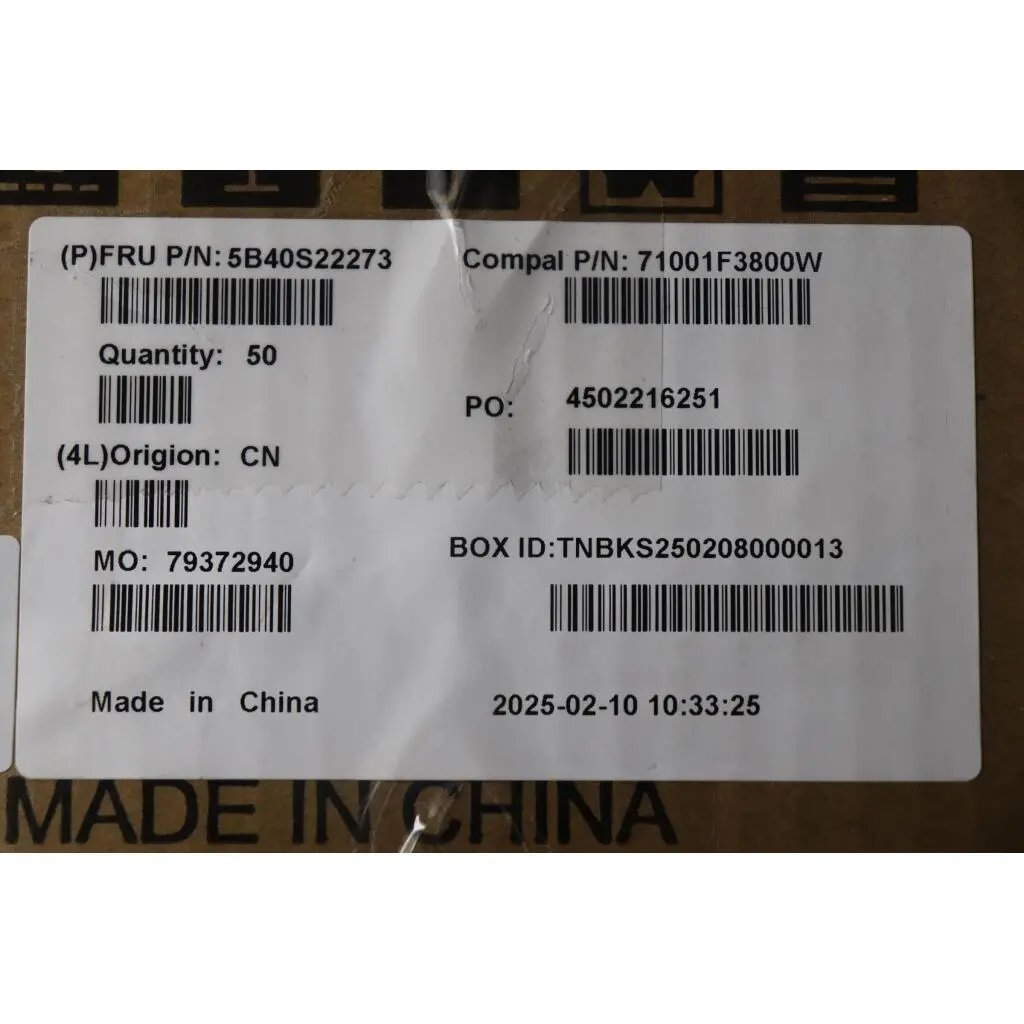 (P)FRU P/N: 5B40S22273
Compal P/N: 71001F3800W
Quantity: 50
PO: 4502216251
(4L)Origion: CN
MO: 79372940
BOX ID:TNBKS250208000013
Made in China
2025-02-10 10:33:25
MADE IN CHINA